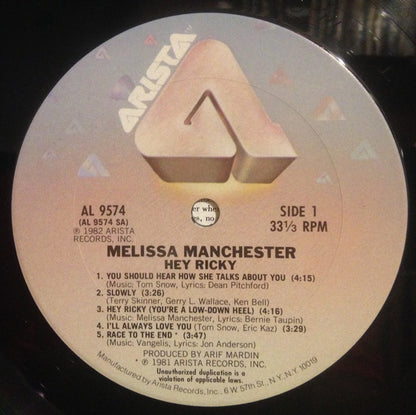 ARISTA
AL 9574
(AL 9574 SA)
℗ 1982 ARISTA
RECORDS, INC.
SIDE 1
33⅓ RPM
MELISSA MANCHESTER
HEY RICKY
1. YOU SHOULD HEAR HOW SHE TALKS ABOUT YOU (4:15)
(Music: Tom Snow, Lyrics: Dean Pitchford)
2. SLOWLY (3:26)
(Terry Skinner, Gerry L. Wallace, Ken Bell)
3. HEY RICKY (YOU'RE A LOW-DOWN HEEL) (4:16)
(Music: Melissa Manchester, Lyrics: Bernie Taupin)
4. I'LL ALWAYS LOVE YOU (Tom Snow, Eric Kaz) (3:29)
5. RACE TO THE END * (3:47)
(Music: Vangelis, Lyrics: Jon Anderson)
PRODUCED BY ARIF MARDIN
* ℗ 1981 ARISTA RECORDS, INC.
Unauthorized duplication is a
violation of applicable laws.
Manufactured by Arista Records, Inc., 6 W. 57th St., N.Y., N.Y. 10019